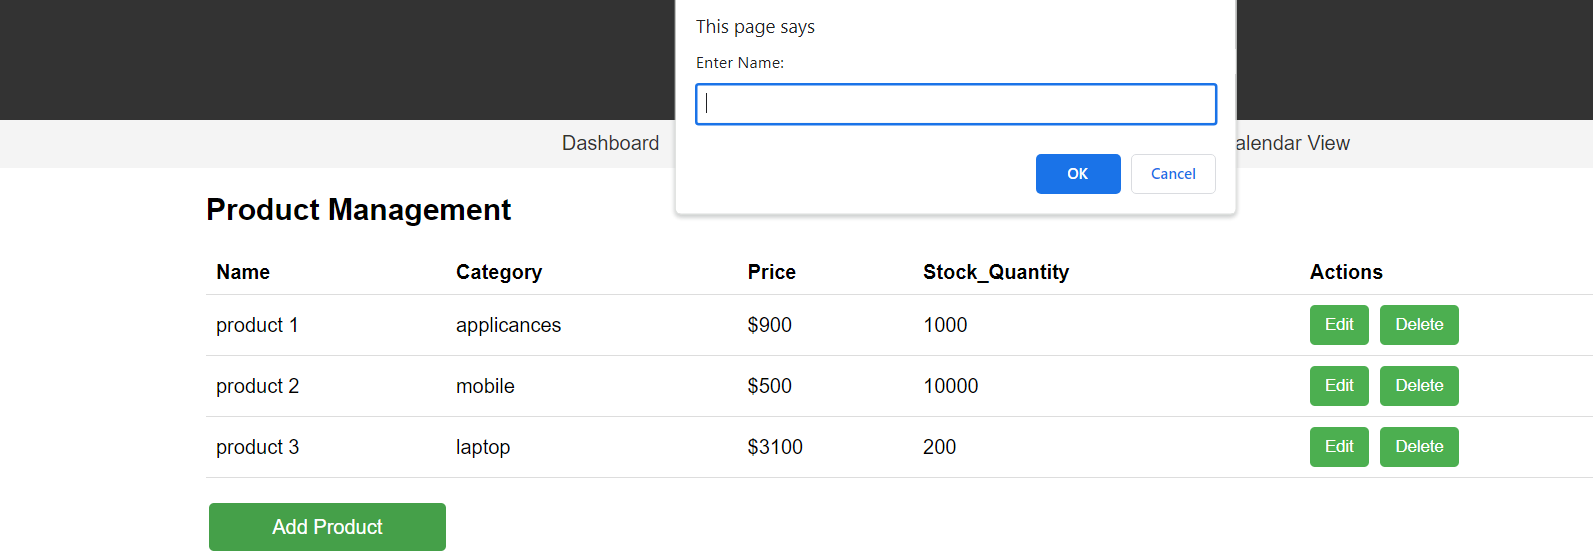 This page says
Enter Name:
OK Cancel
Dashboard alendar View
Product Management
Name Category Price Stock_Quantity Actions
product 1 applicances $900 1000 Edit Delete
product 2 mobile $500 10000 Edit Delete
product 3 laptop $3100 200 Edit Delete
Add Product